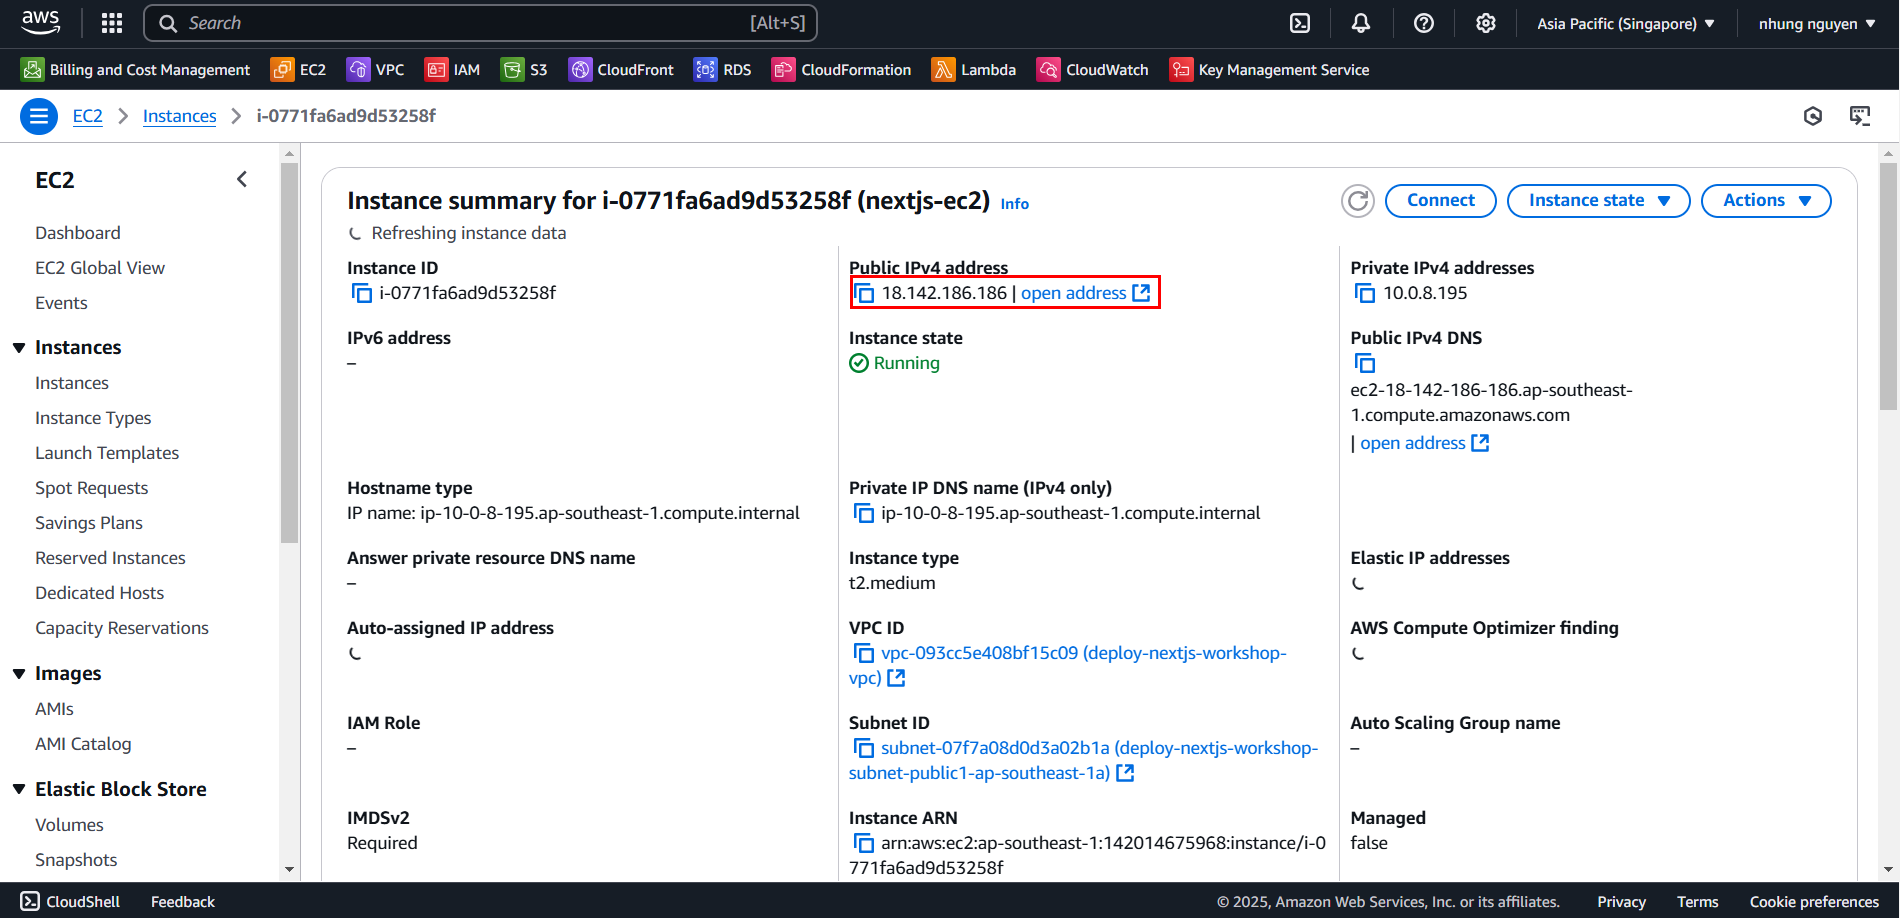 aws
Search [Alt+S]
Asia Pacific (Singapore)
nhung nguyen
Billing and Cost Management
EC2
VPC
IAM
S3
CloudFront
RDS
CloudFormation
Lambda
CloudWatch
Key Management Service
EC2 > Instances > i-0771fa6ad9d53258f
EC2
Dashboard
EC2 Global View
Events
Instances
Instances
Instance Types
Launch Templates
Spot Requests
Savings Plans
Reserved Instances
Dedicated Hosts
Capacity Reservations
Images
AMIs
AMI Catalog
Elastic Block Store
Volumes
Snapshots
Instance summary for i-0771fa6ad9d53258f (nextjs-ec2) Info
Connect
Instance state
Actions
Refreshing instance data
Instance ID
i-0771fa6ad9d53258f
Public IPv4 address
18.142.186.186 | open address
Private IPv4 addresses
10.0.8.195
IPv6 address
–
Instance state
Running
Public IPv4 DNS
ec2-18-142-186-186.ap-southeast-
1.compute.amazonaws.com
| open address
Hostname type
IP name: ip-10-0-8-195.ap-southeast-1.compute.internal
Private IP DNS name (IPv4 only)
ip-10-0-8-195.ap-southeast-1.compute.internal
Answer private resource DNS name
–
Instance type
t2.medium
Elastic IP addresses
Auto-assigned IP address
VPC ID
vpc-093cc5e408bf15c09 (deploy-nextjs-workshop-
vpc)
AWS Compute Optimizer finding
IAM Role
–
Subnet ID
subnet-07f7a08d0d3a02b1a (deploy-nextjs-workshop-
subnet-public1-ap-southeast-1a)
Auto Scaling Group name
–
IMDSv2
Required
Instance ARN
arn:aws:ec2:ap-southeast-1:142014675968:instance/i-0
771fa6ad9d53258f
Managed
false
CloudShell
Feedback
© 2025, Amazon Web Services, Inc. or its affiliates.
Privacy
Terms
Cookie preferences